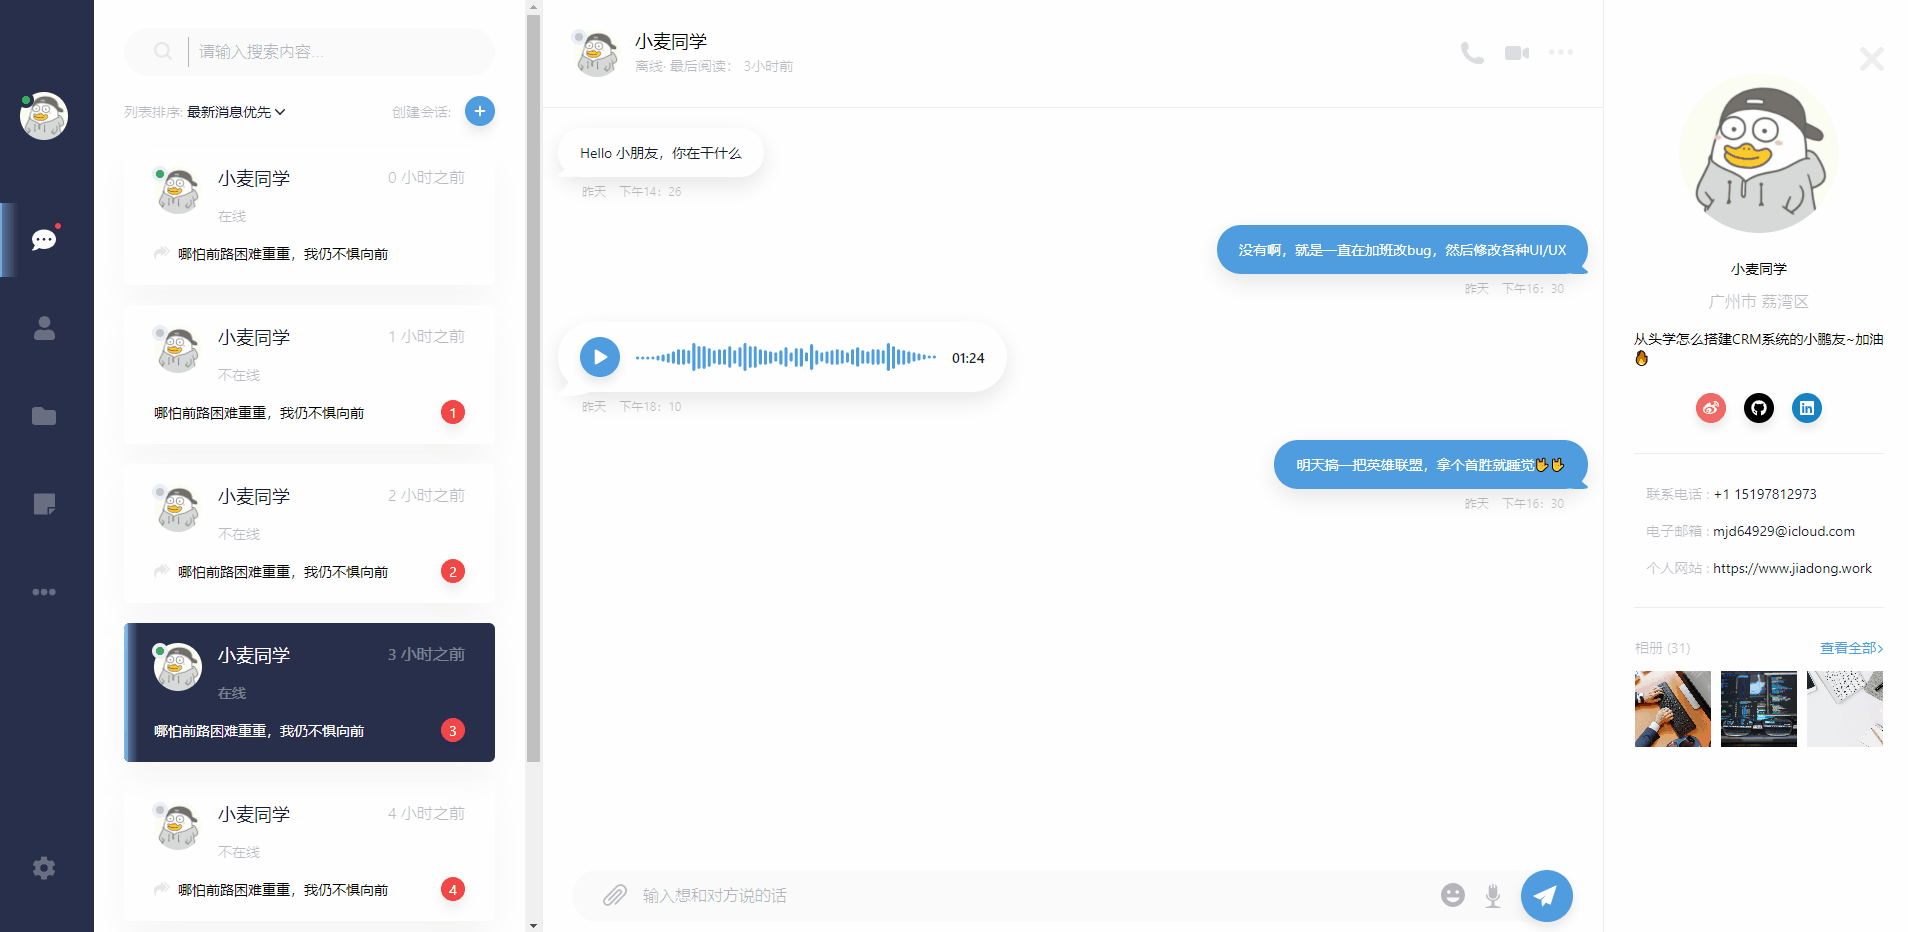 请输入搜索内容...
列表排序: 最新消息优先
创建会话:
小麦同学
0 小时之前
在线
哪怕前路困难重重，我仍不惧向前
小麦同学
1 小时之前
不在线
哪怕前路困难重重，我仍不惧向前
1
小麦同学
2 小时之前
不在线
哪怕前路困难重重，我仍不惧向前
2
小麦同学
3 小时之前
在线
哪怕前路困难重重，我仍不惧向前
3
小麦同学
4 小时之前
不在线
哪怕前路困难重重，我仍不惧向前
4
小麦同学
离线· 最后阅读： 3小时前
Hello 小朋友，你在干什么
昨天 下午14：26
没有啊，就是一直在加班改bug，然后修改各种UI/UX
昨天 下午16：30
01:24
昨天 下午18：10
明天搞一把英雄联盟，拿个首胜就睡觉🤟🤟
昨天 下午16：30
输入想和对方说的话
小麦同学
广州市 荔湾区
从头学怎么搭建CRM系统的小鹏友~加油
🔥
in
联系电话 : +1 15197812973
电子邮箱 : mjd64929@icloud.com
个人网站 : https://www.jiadong.work
相册 (31)
查看全部